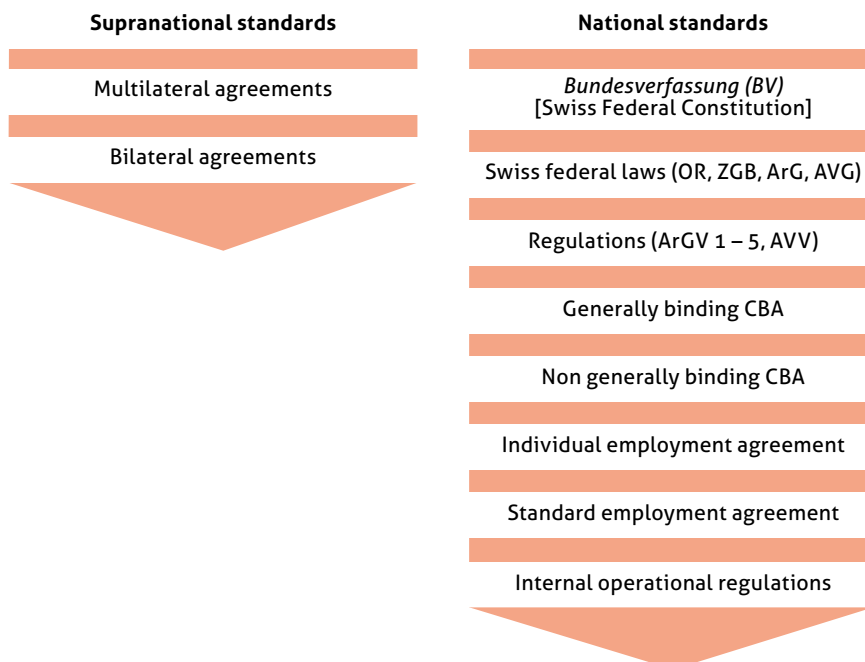 Supranational standards
Multilateral agreements
Bilateral agreements
National standards
Bundesverfassung (BV)
[Swiss Federal Constitution]
Swiss federal laws (OR, ZGB, ArG, AVG)
Regulations (ArGV 1 – 5, AVV)
Generally binding CBA
Non generally binding CBA
Individual employment agreement
Standard employment agreement
Internal operational regulations